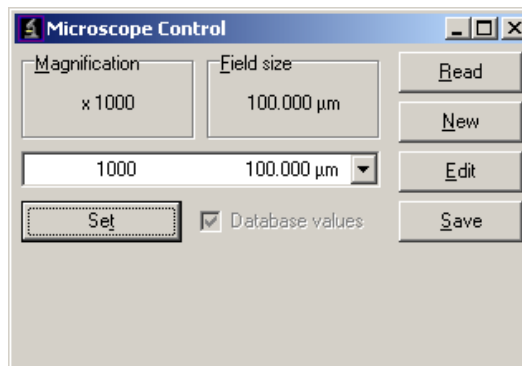 Microscope Control
Magnification
Field size
Read
x 1000
100.000 µm
New
1000 100.000 µm
Edit
Set
Database values
Save